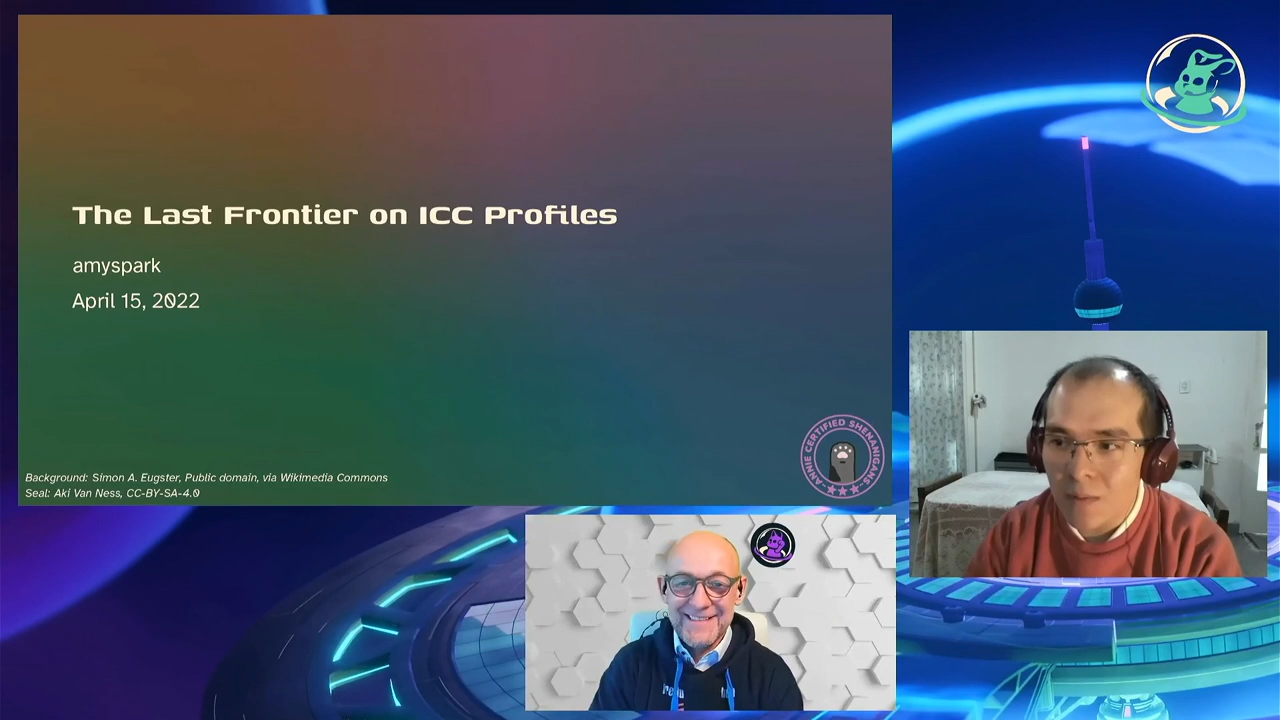 The Last Frontier on ICC Profiles
amyspark
April 15, 2022
Background: Simon A. Eugster, Public domain, via Wikimedia Commons
Seal: Aki Van Ness, CC-BY-SA-4.0
ANNIE CERTIFIED SHENANIGANS